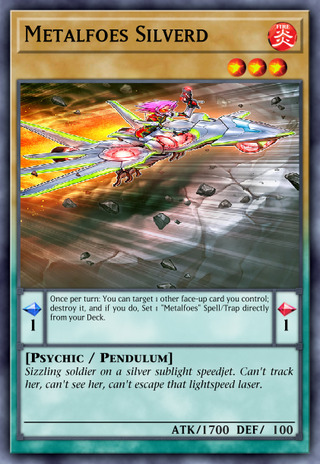 Metalfoes Silverd
FIRE
炎
Once per turn: You can target 1 other face-up card you control;
destroy it, and if you do, Set 1 "Metalfoes" Spell/Trap directly
from your Deck.
1
1
[Psychic / Pendulum]
Sizzling soldier on a silver sublight speedjet. Can't track
her, can't see her, can't escape that lightspeed laser.
ATK/1700 DEF/ 100